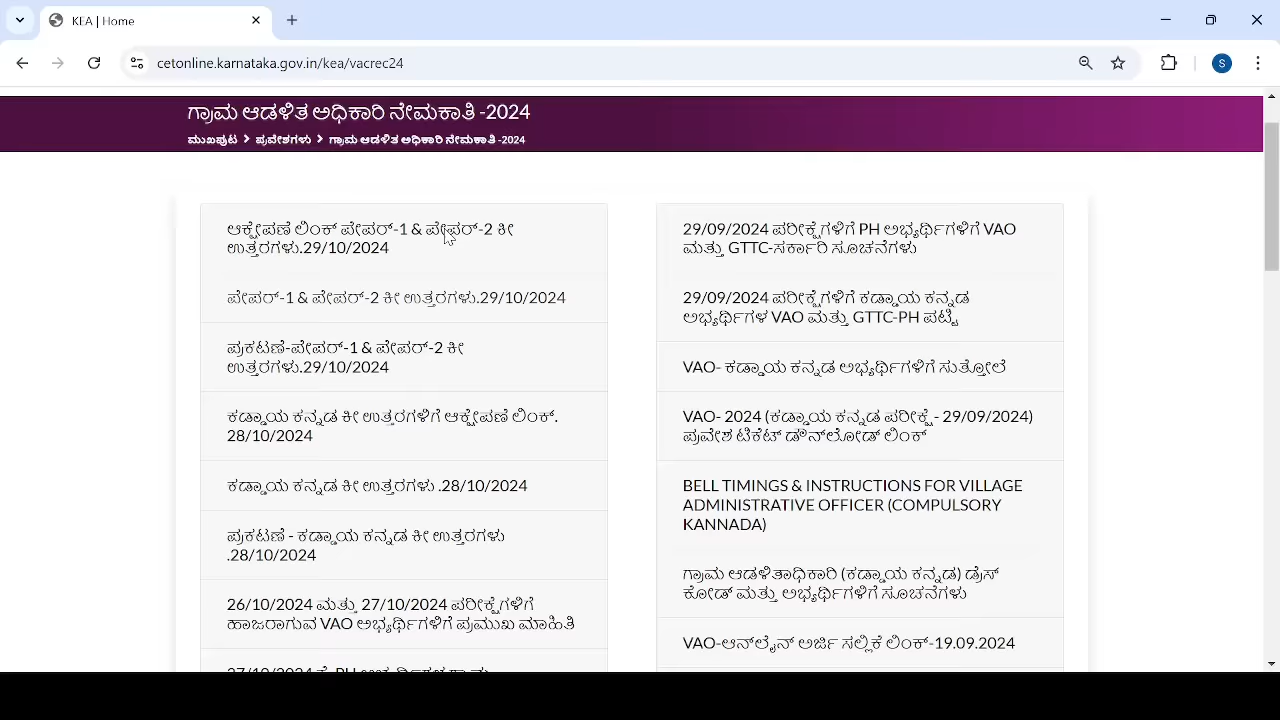 KEA | Home
cetonline.karnataka.gov.in/kea/vacrec24
S
ಗ್ರಾಮ ಆಡಳಿತ ಅಧಿಕಾರಿ ನೇಮಕಾತಿ -2024
ಮುಖಪುಟ > ಪ್ರವೇಶಗಳು > ಗ್ರಾಮ ಆಡಳಿತ ಅಧಿಕಾರಿ ನೇಮಕಾತಿ -2024
ಆಕ್ಷೇಪಣೆ ಲಿಂಕ್ ಪೇಪರ್-1 & ಪೇಪರ್-2 ಕೀ
ಉತ್ತರಗಳು.29/10/2024
ಪೇಪರ್-1 & ಪೇಪರ್-2 ಕೀ ಉತ್ತರಗಳು.29/10/2024
ಪ್ರಕಟಣೆ-ಪೇಪರ್-1 & ಪೇಪರ್-2 ಕೀ
ಉತ್ತರಗಳು.29/10/2024
ಕಡ್ಡಾಯ ಕನ್ನಡ ಕೀ ಉತ್ತರಗಳಿಗೆ ಆಕ್ಷೇಪಣೆ ಲಿಂಕ್.
28/10/2024
ಕಡ್ಡಾಯ ಕನ್ನಡ ಕೀ ಉತ್ತರಗಳು .28/10/2024
ಪ್ರಕಟಣೆ - ಕಡ್ಡಾಯ ಕನ್ನಡ ಕೀ ಉತ್ತರಗಳು
.28/10/2024
26/10/2024 ಮತ್ತು 27/10/2024 ಪರೀಕ್ಷೆಗಳಿಗೆ
ಹಾಜರಾಗುವ VAO ಅಭ್ಯರ್ಥಿಗಳಿಗೆ ಪ್ರಮುಖ ಮಾಹಿತಿ
29/09/2024 ಪರೀಕ್ಷೆಗಳಿಗೆ PH ಅಭ್ಯರ್ಥಿಗಳಿಗೆ VAO
ಮತ್ತು GTTC-ಸರ್ಕಾರಿ ಸೂಚನೆಗಳು
29/09/2024 ಪರೀಕ್ಷೆಗಳಿಗೆ ಕಡ್ಡಾಯ ಕನ್ನಡ
ಅಭ್ಯರ್ಥಿಗಳ VAO ಮತ್ತು GTTC-PH ಪಟ್ಟಿ
VAO- ಕಡ್ಡಾಯ ಕನ್ನಡ ಅಭ್ಯರ್ಥಿಗಳಿಗೆ ಸುತ್ತೋಲೆ
VAO- 2024 (ಕಡ್ಡಾಯ ಕನ್ನಡ ಪರೀಕ್ಷೆ - 29/09/2024)
ಪ್ರವೇಶ ಟಿಕೆಟ್ ಡೌನ್‌ಲೋಡ್ ಲಿಂಕ್
BELL TIMINGS & INSTRUCTIONS FOR VILLAGE
ADMINISTRATIVE OFFICER (COMPULSORY
KANNADA)
ಗ್ರಾಮ ಆಡಳಿತಾಧಿಕಾರಿ (ಕಡ್ಡಾಯ ಕನ್ನಡ) ಡ್ರೆಸ್
ಕೋಡ್ ಮತ್ತು ಅಭ್ಯರ್ಥಿಗಳಿಗೆ ಸೂಚನೆಗಳು
VAO-ಆನ್‌ಲೈನ್ ಅರ್ಜಿ ಸಲ್ಲಿಕೆ ಲಿಂಕ್-19.09.2024